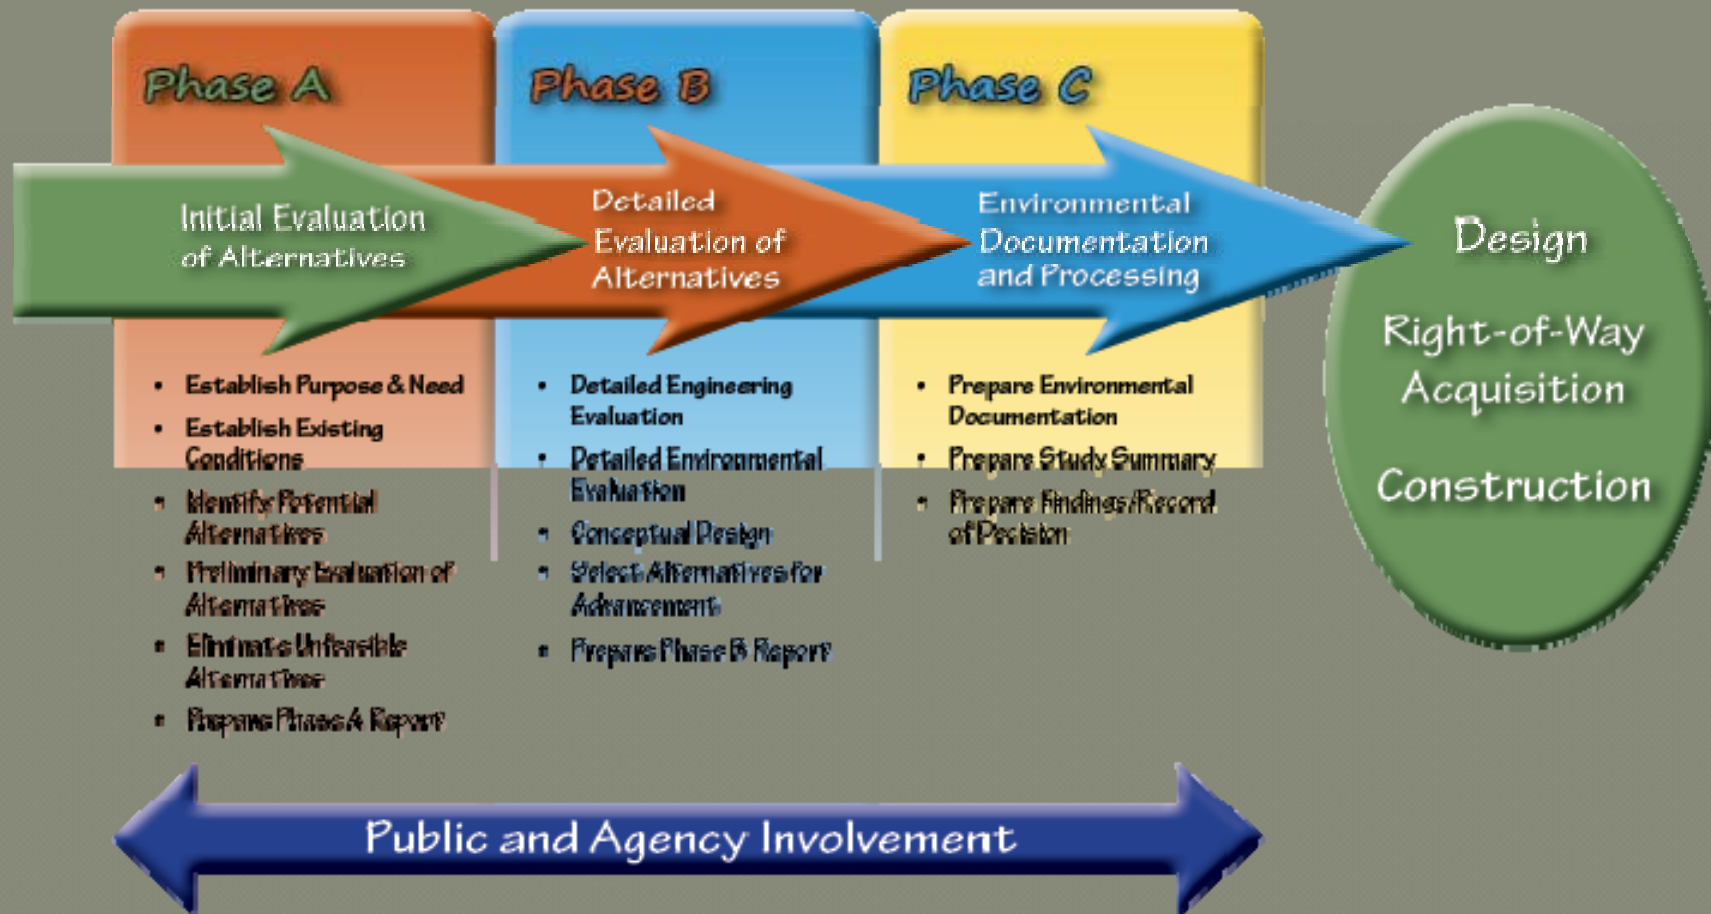 Phase A
Initial Evaluation
of Alternatives
• Establish Purpose & Need
• Establish Existing
Conditions
• Identify Potential
Alternatives
• Preliminary Evaluation of
Alternatives
• Eliminate Unfeasible
Alternatives
• Prepare Phase A Report
Phase B
Detailed
Evaluation of
Alternatives
• Detailed Engineering
Evaluation
• Detailed Environmental
Evaluation
• Conceptual Design
• Select Alternatives for
Advancement
• Prepare Phase B Report
Phase C
Environmental
Documentation
and Processing
• Prepare Environmental
Documentation
• Prepare Study Summary
• Prepare Findings/Record
of Decision
Design
Right-of-Way
Acquisition
Construction
Public and Agency Involvement